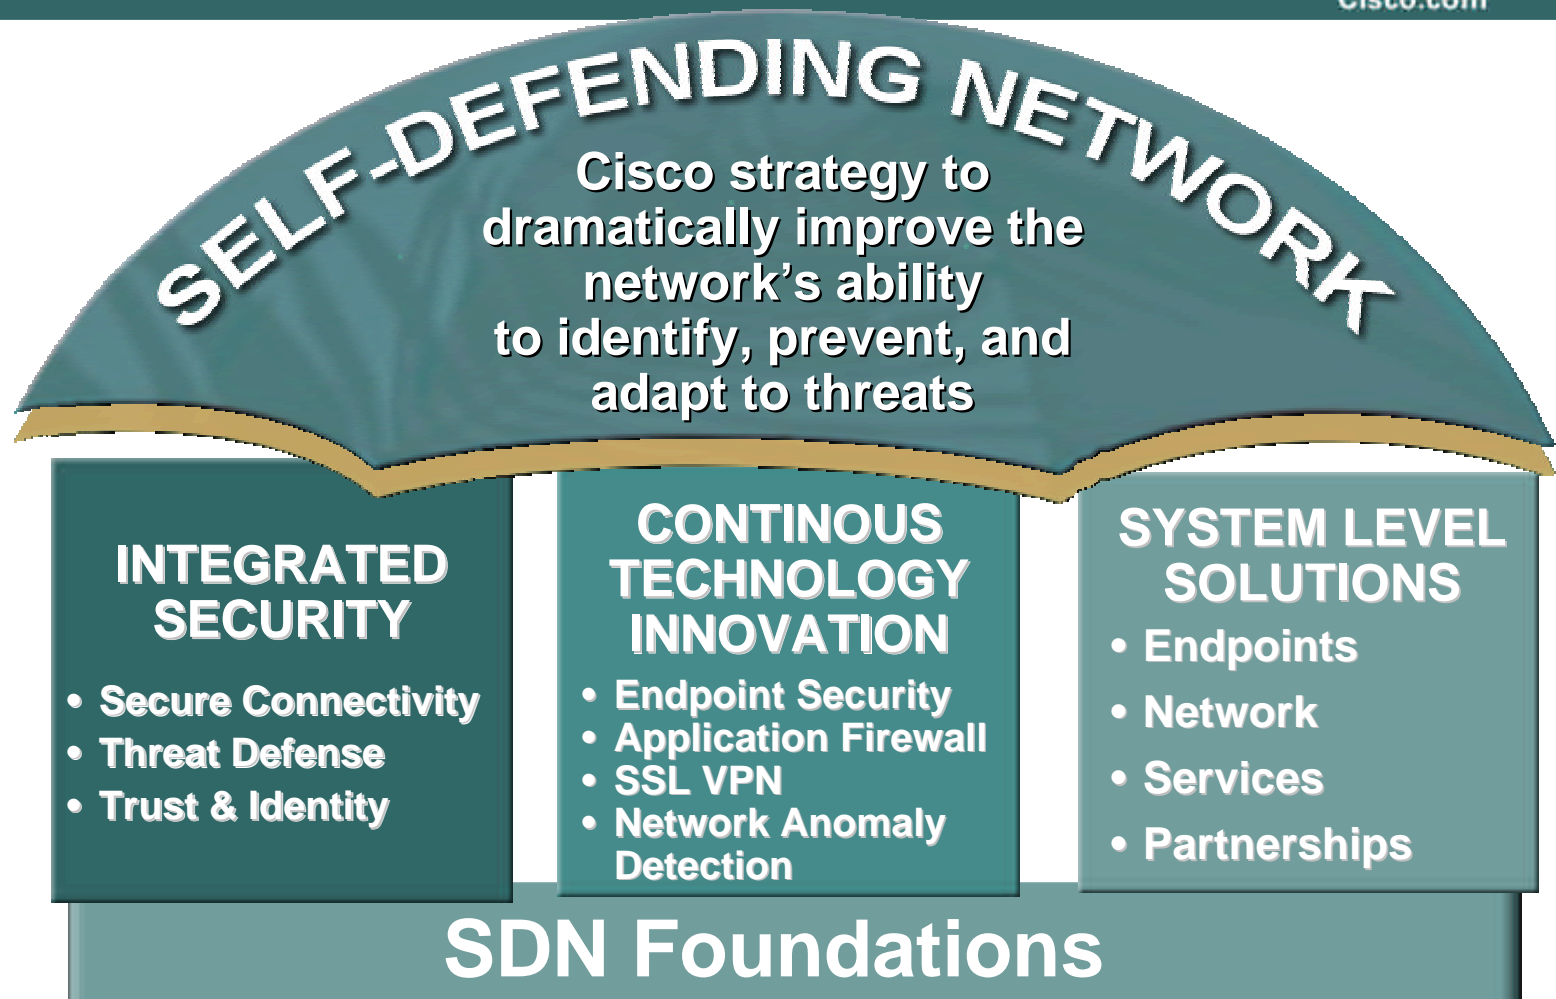 Cisco.com
SELF-DEFENDING NETWORK
Cisco strategy to
dramatically improve the
network's ability
to identify, prevent, and
adapt to threats
INTEGRATED
SECURITY
• Secure Connectivity
• Threat Defense
• Trust & Identity
CONTINOUS
TECHNOLOGY
INNOVATION
• Endpoint Security
• Application Firewall
• SSL VPN
• Network Anomaly
Detection
SYSTEM LEVEL
SOLUTIONS
• Endpoints
• Network
• Services
• Partnerships
SDN Foundations